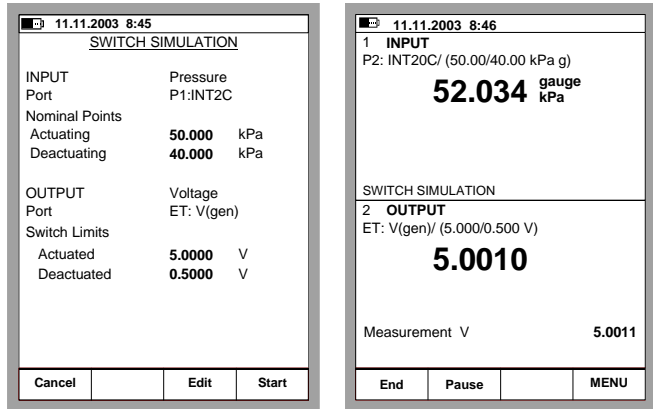 11.11.2003 8:45
SWITCH SIMULATION
INPUT Pressure
Port P1:INT2C
Nominal Points
Actuating 50.000 kPa
Deactuating 40.000 kPa
OUTPUT Voltage
Port ET: V(gen)
Switch Limits
Actuated 5.0000 V
Deactuated 0.5000 V
Cancel Edit Start
11.11.2003 8:46
1 INPUT
P2: INT20C/ (50.00/40.00 kPa g)
52.034 gauge
kPa
SWITCH SIMULATION
2 OUTPUT
ET: V(gen)/ (5.000/0.500 V)
5.0010
Measurement V 5.0011
End Pause MENU